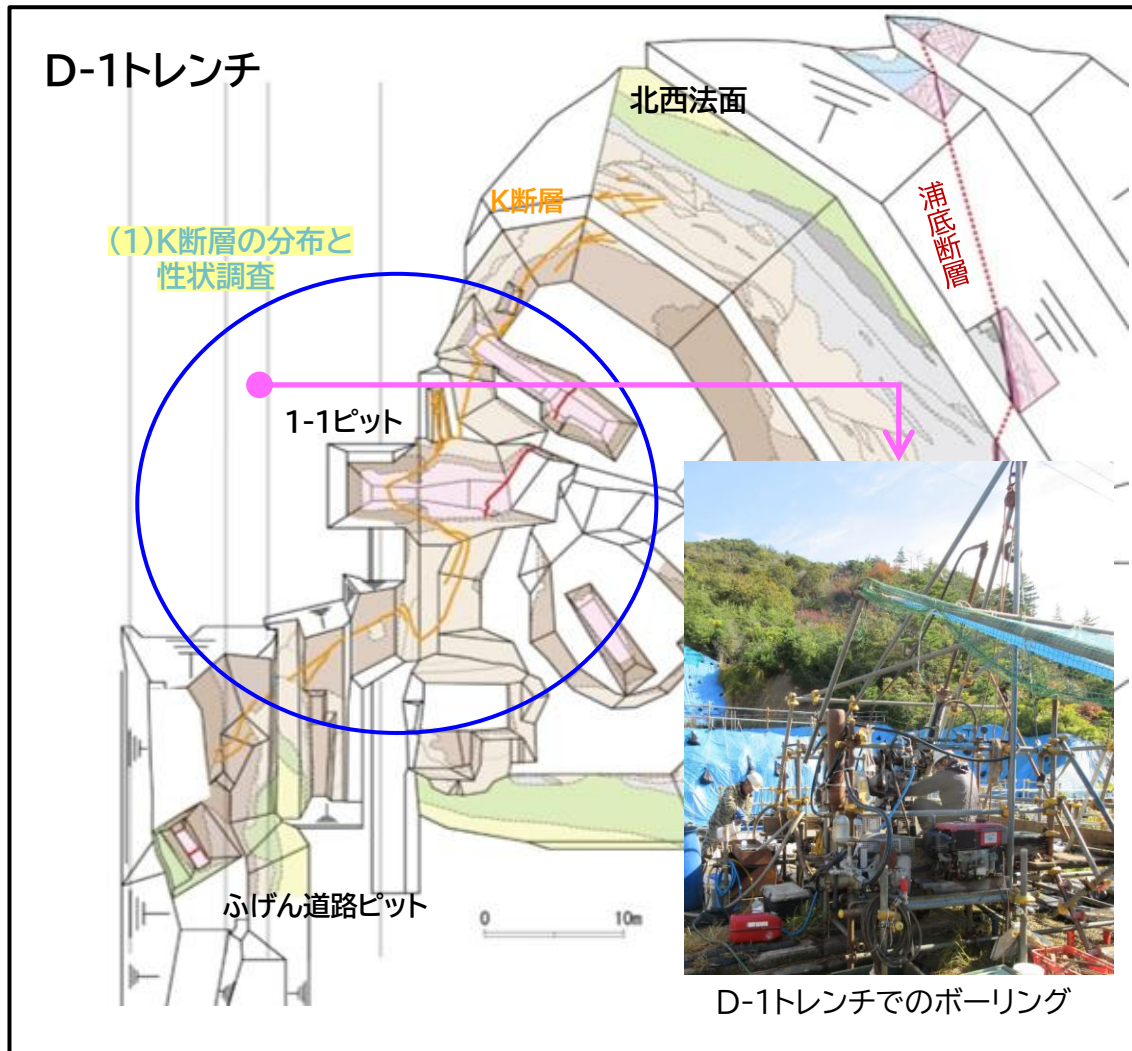 D-1トレンチ
北西法面
K断層
浦底断層
(1)K断層の分布と
性状調査
1-1ピット
ふげん道路ピット
0 10m
D-1トレンチでのボーリング